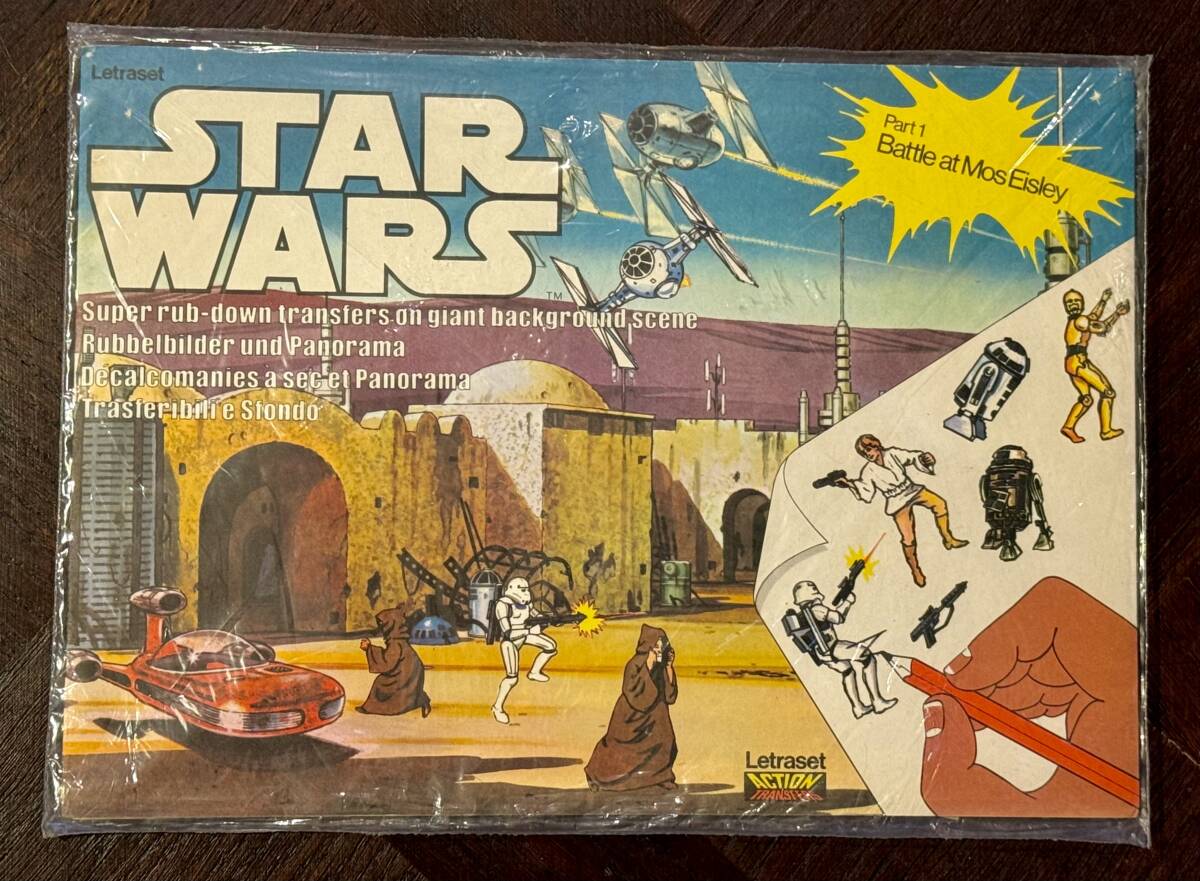 Letraset
STAR
WARS
TM
Part 1
Battle at Mos Eisley
Super rub-down transfers on giant background scene
Rubbelbilder und Panorama
Décalcomanies a sec et Panorama
Trasferibili e Sfondo
Letraset
ACTION
TRANSFERS